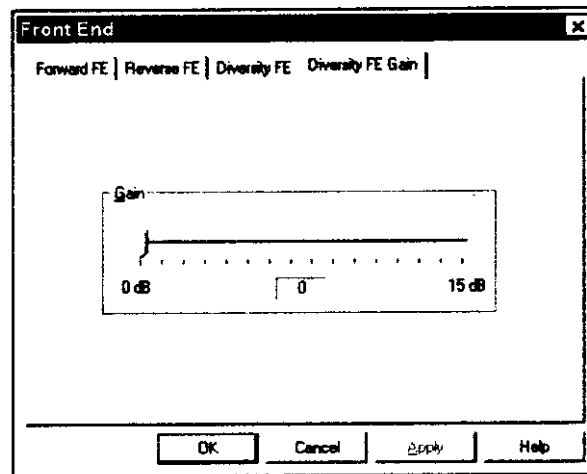 Front End
Forward FE Reverse FE Diversity FE Diversity FE Gain
Gain
0 dB 0 15 dB
OK Cancel Apply Help